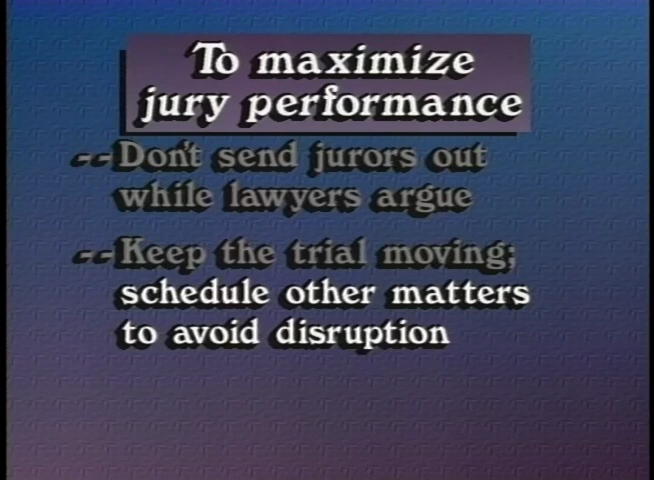 To maximize
jury performance
--Don't send jurors out
while lawyers argue
--Keep the trial moving;
schedule other matters
to avoid disruption